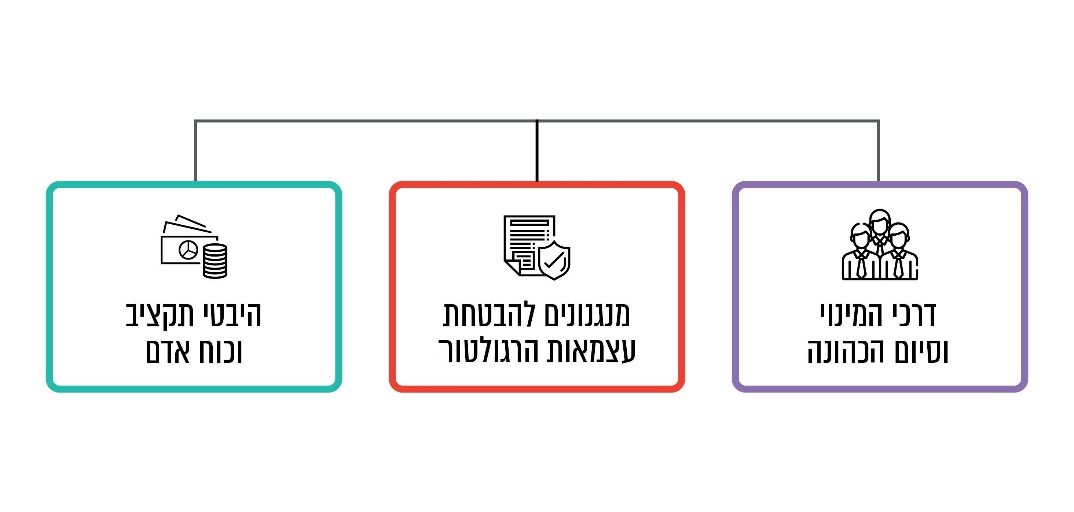 דרכי המינוי
וסיום הכהונה
מנגנונים להבטחת
עצמאות הרגולטור
היבטי תקציב
וכוח אדם